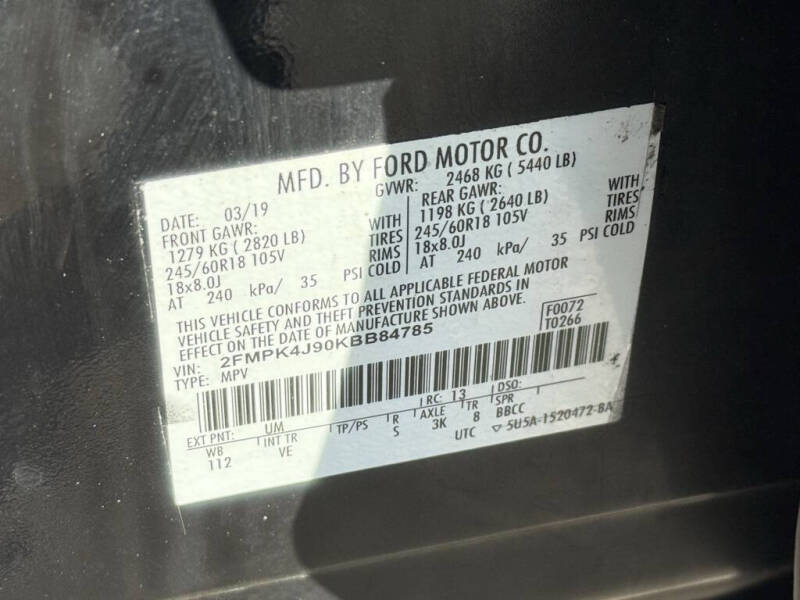 MFD. BY FORD MOTOR CO.
DATE: 03/19 GVWR: 2468 KG ( 5440 LB)
FRONT GAWR: REAR GAWR:
1279 KG ( 2820 LB) 1198 KG ( 2640 LB)
245/60R18 105V TIRES 245/60R18 105V TIRES
18x8.0J RIMS 18x8.0J RIMS
AT 240 kPa/ 35 PSI COLD AT 240 kPa/ 35 PSI COLD
THIS VEHICLE CONFORMS TO ALL APPLICABLE FEDERAL MOTOR
VEHICLE SAFETY AND THEFT PREVENTION STANDARDS IN
EFFECT ON THE DATE OF MANUFACTURE SHOWN ABOVE.
F0072
T0266
VIN: 2FMPK4J90KBB84785
TYPE: MPV
RC: 13 DSO:
EXT PNT: UM
WB INT TR TP/PS R AXLE TR SPR
112 VE S 3K 8 BBCC
UTC ▽ 5U5A-1520472-BA